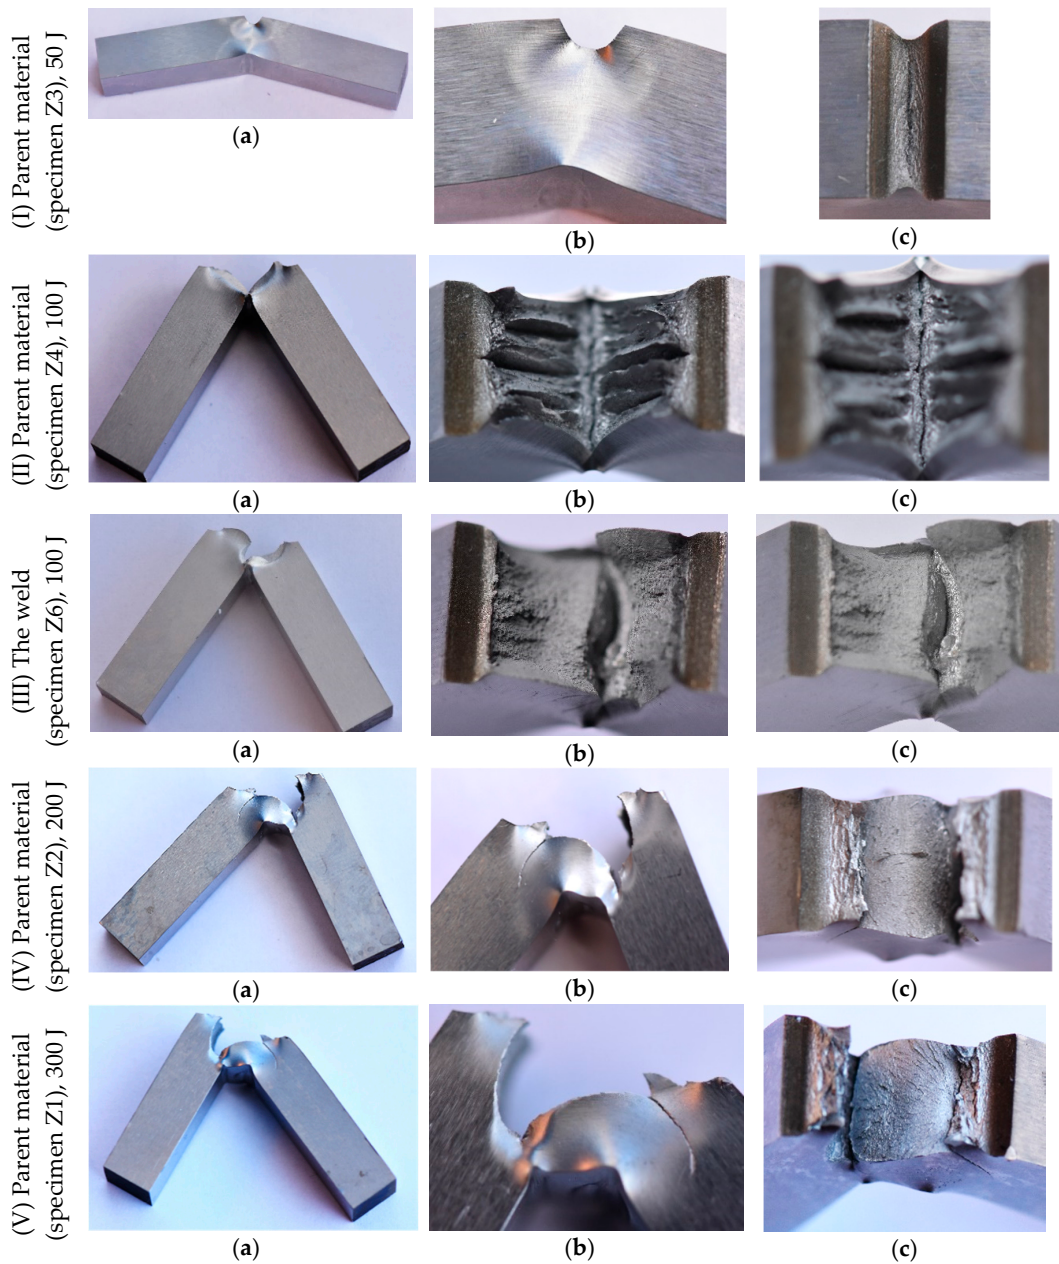 (I) Parent material
(specimen Z3), 50 J
(a)
(b)
(c)
(II) Parent material
(specimen Z4), 100 J
(a)
(b)
(c)
(III) The weld
(specimen Z6), 100 J
(a)
(b)
(c)
(IV) Parent material
(specimen Z2), 200 J
(a)
(b)
(c)
(V) Parent material
(specimen Z1), 300 J
(a)
(b)
(c)